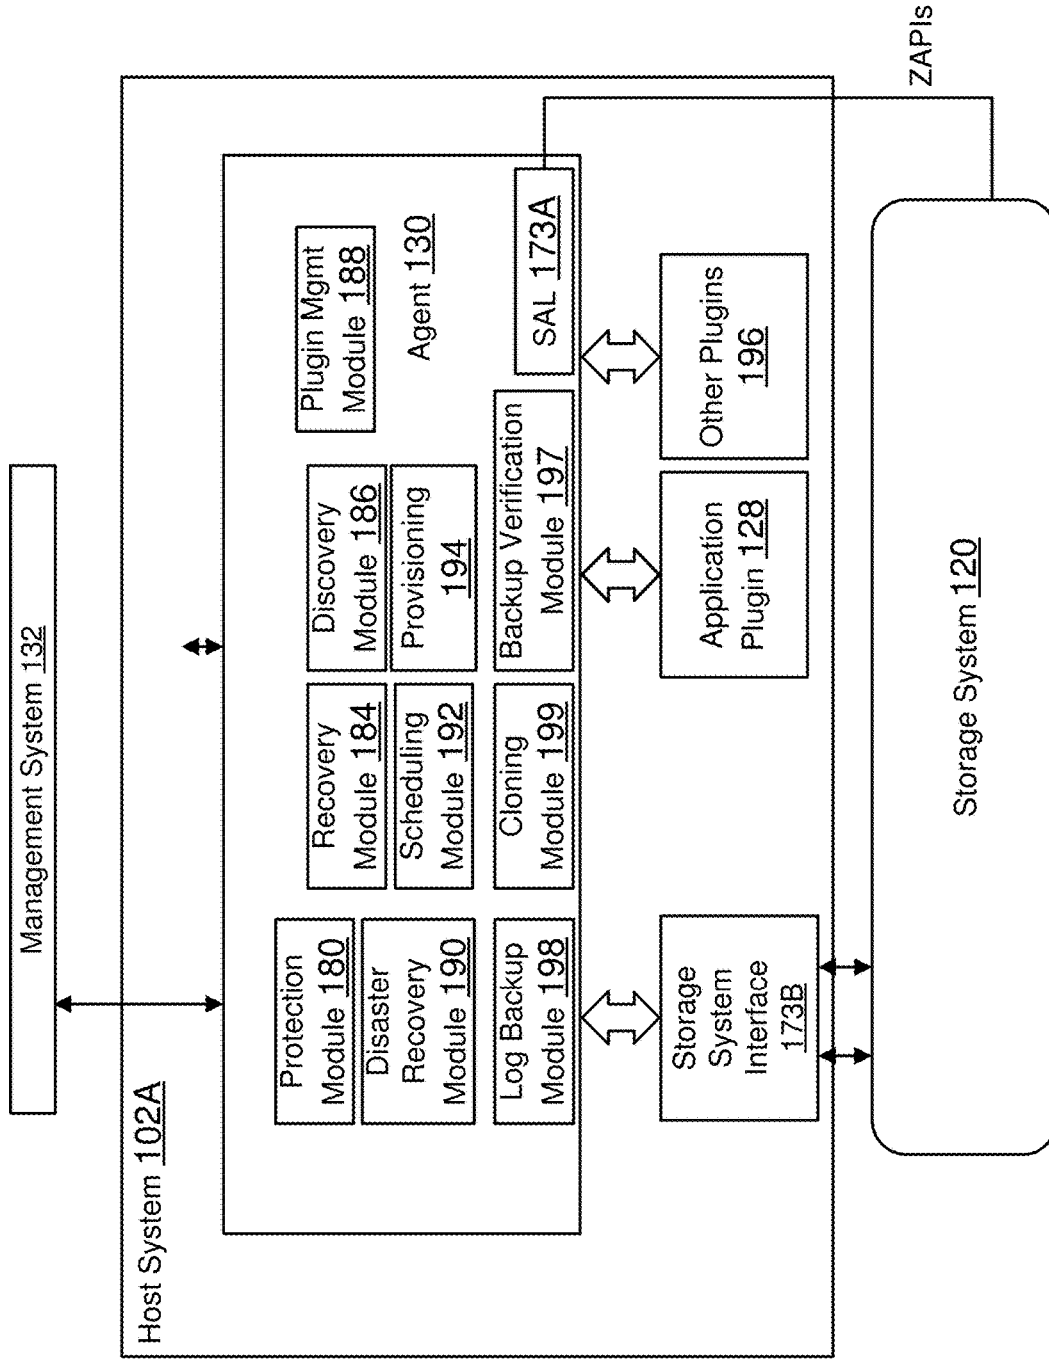 Management System 132
Host System 102A
Protection
Module 180
Disaster
Recovery
Module 190
Log Backup
Module 198
Recovery
Module 184
Scheduling
Module 192
Cloning
Module 199
Discovery
Module 186
Provisioning
194
Backup Verification
Module 197
Plugin Mgmt
Module 188
Agent 130
SAL 173A
Storage
System
Interface
173B
Application
Plugin 128
Other Plugins
196
ZAPIs
Storage System 120